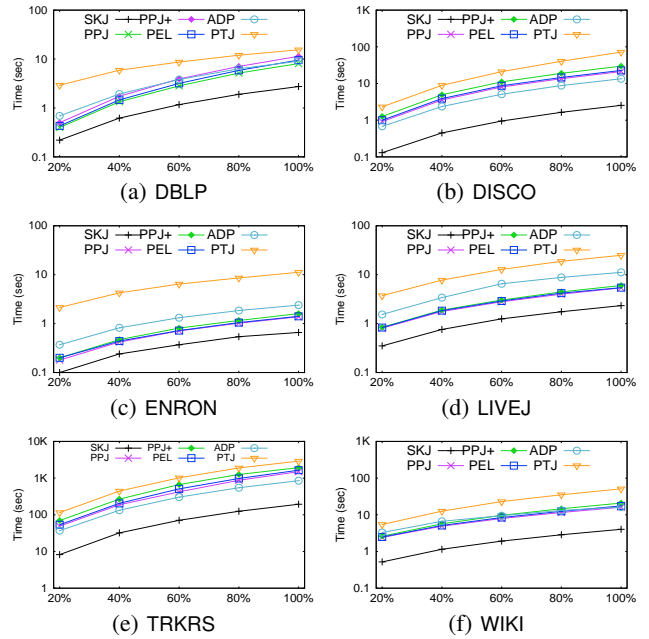 100
10
1
0.1
Time (sec)
SKJ PPJ+ ADP
PPJ PEL PTJ
20% 40% 60% 80% 100%
(a) DBLP
1K
100
10
1
0.1
Time (sec)
SKJ PPJ+ ADP
PPJ PEL PTJ
20% 40% 60% 80% 100%
(b) DISCO
100
10
1
0.1
Time (sec)
SKJ PPJ+ ADP
PPJ PEL PTJ
20% 40% 60% 80% 100%
(c) ENRON
100
10
1
0.1
Time (sec)
SKJ PPJ+ ADP
PPJ PEL PTJ
20% 40% 60% 80% 100%
(d) LIVEJ
10K
1K
100
10
1
Time (sec)
SKJ PPJ+ ADP
PPJ PEL PTJ
20% 40% 60% 80% 100%
(e) TRKRS
1K
100
10
1
0.1
Time (sec)
SKJ PPJ+ ADP
PPJ PEL PTJ
20% 40% 60% 80% 100%
(f) WIKI